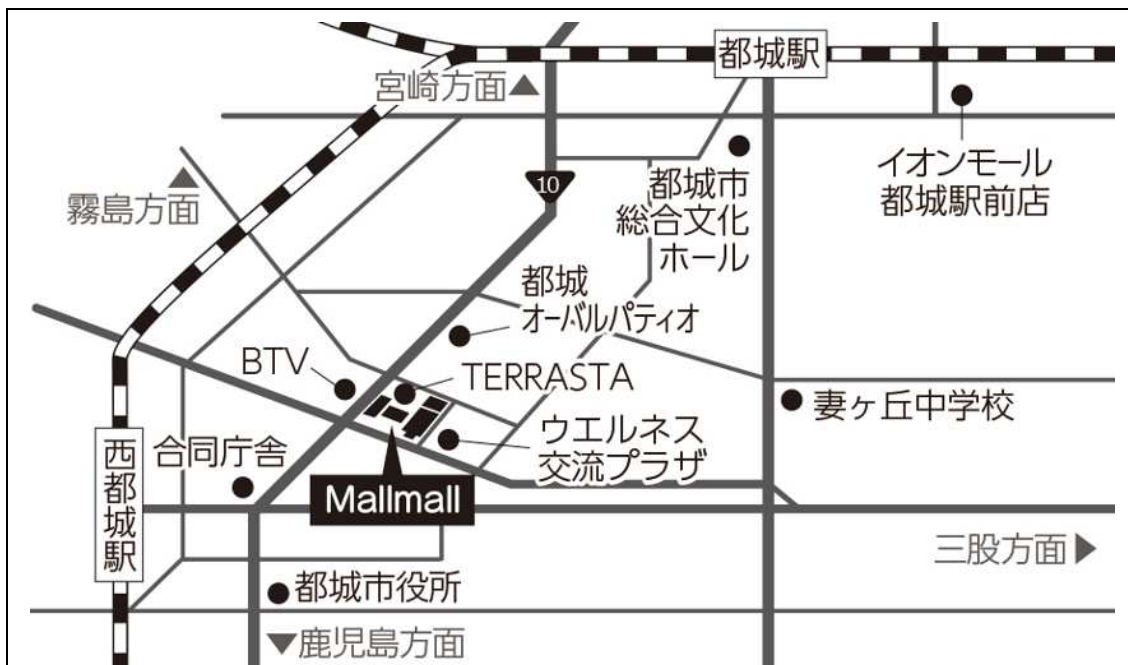 都城駅
宮崎方面▲
10
イオンモール
都城駅前店
霧島方面
都城市
総合文化
ホール
都城
オーバルパティオ
BTV
TERRASTA
妻ヶ丘中学校
ウエルネス
交流プラザ
合同庁舎
西都城駅
Mallmall
三股方面▶
都城市役所
▼鹿児島方面